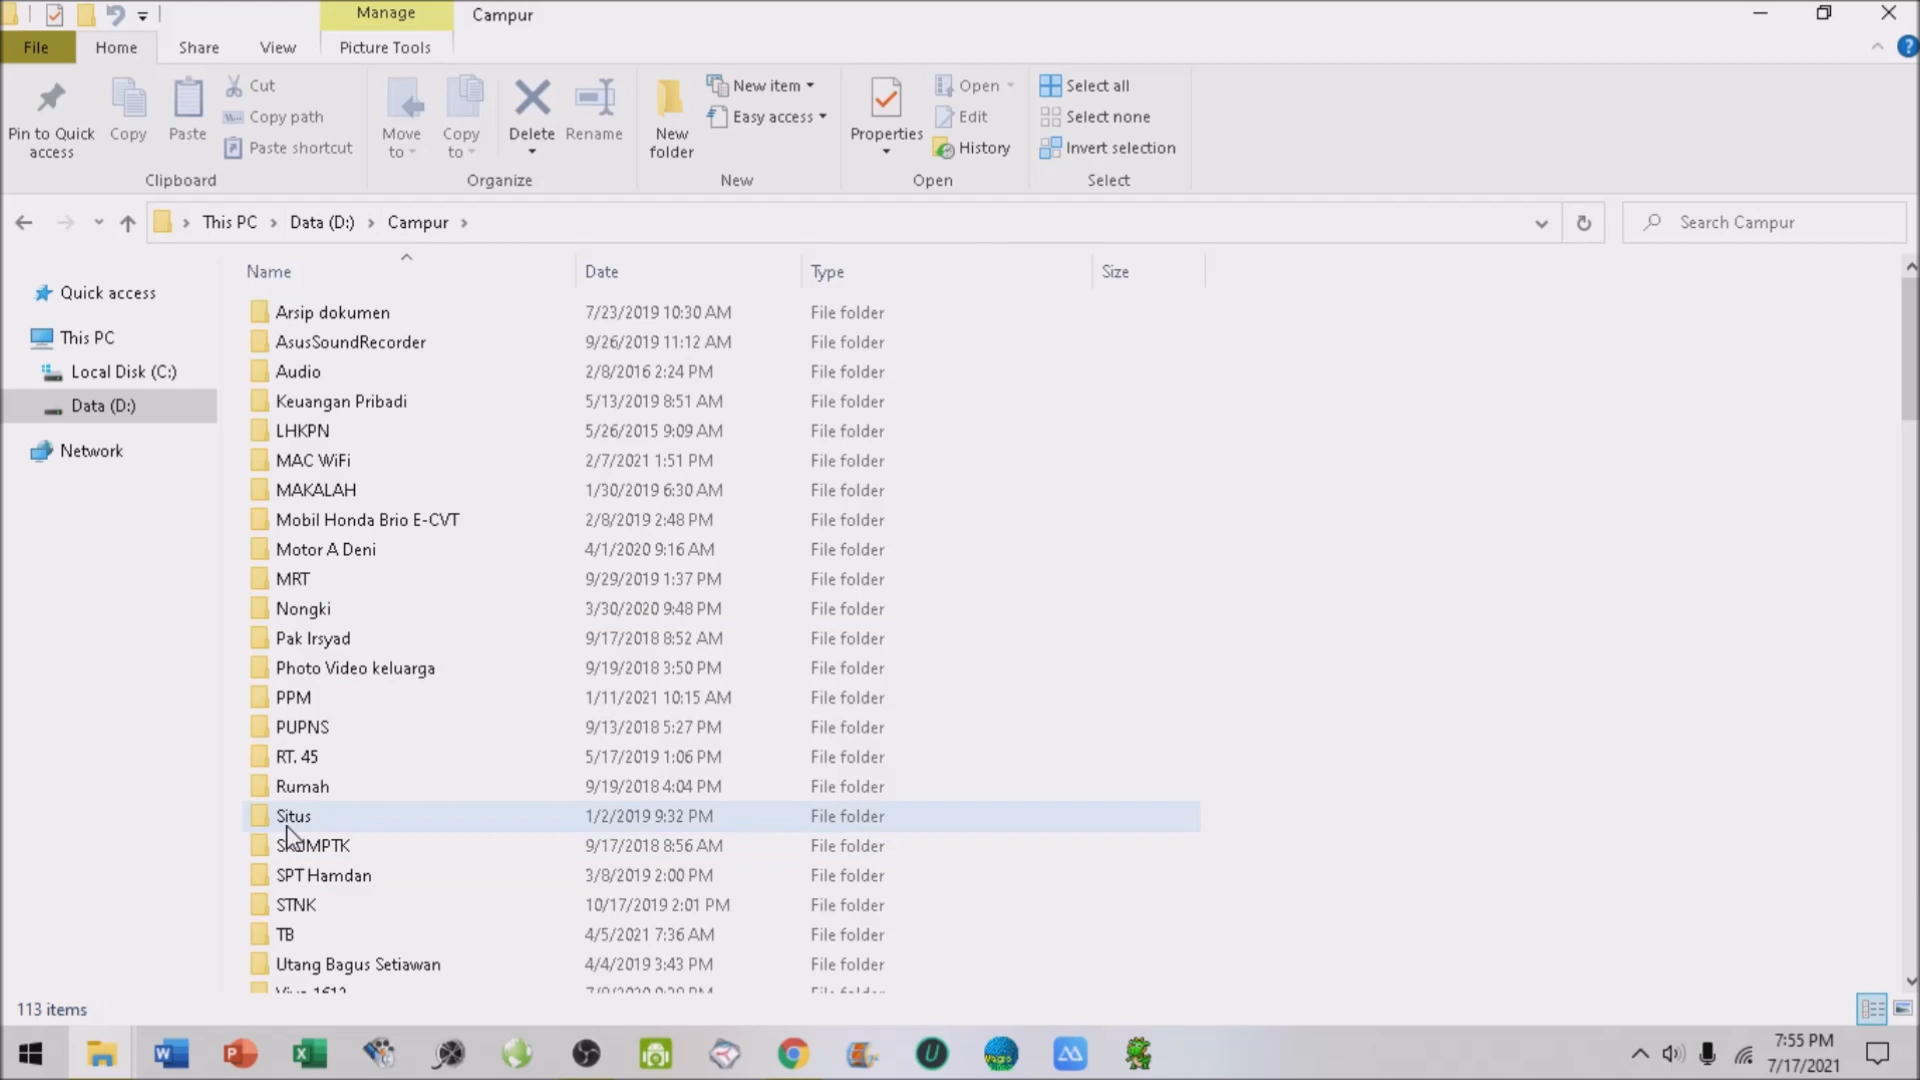 Manage
Campur
File
Home
Share
View
Picture Tools
Pin to Quick access
Copy
Paste
Cut
Copy path
Paste shortcut
Clipboard
Move to
Copy to
Delete
Rename
Organize
New folder
New item
Easy access
New
Properties
Open
Edit
History
Open
Select all
Select none
Invert selection
Select
This PC > Data (D:) > Campur >
Search Campur
Quick access
This PC
Local Disk (C:)
Data (D:)
Network
Name Date Type Size
Arsip dokumen 7/23/2019 10:30 AM File folder
AsusSoundRecorder 9/26/2019 11:12 AM File folder
Audio 2/8/2016 2:24 PM File folder
Keuangan Pribadi 5/13/2019 8:51 AM File folder
LHKPN 5/26/2015 9:09 AM File folder
MAC WiFi 2/7/2021 1:51 PM File folder
MAKALAH 1/30/2019 6:30 AM File folder
Mobil Honda Brio E-CVT 2/8/2019 2:48 PM File folder
Motor A Deni 4/1/2020 9:16 AM File folder
MRT 9/29/2019 1:37 PM File folder
Nongki 3/30/2020 9:48 PM File folder
Pak Irsyad 9/17/2018 8:52 AM File folder
Photo Video keluarga 9/19/2018 3:50 PM File folder
PPM 1/11/2021 10:15 AM File folder
PUPNS 9/13/2018 5:27 PM File folder
RT. 45 5/17/2019 1:06 PM File folder
Rumah 9/19/2018 4:04 PM File folder
Situs 1/2/2019 9:32 PM File folder
9/17/2018 8:56 AM File folder
SPT Hamdan 3/8/2019 2:00 PM File folder
STNK 10/17/2019 2:01 PM File folder
TB 4/5/2021 7:36 AM File folder
Utang Bagus Setiawan 4/4/2019 3:43 PM File folder
113 items
7:55 PM
7/17/2021